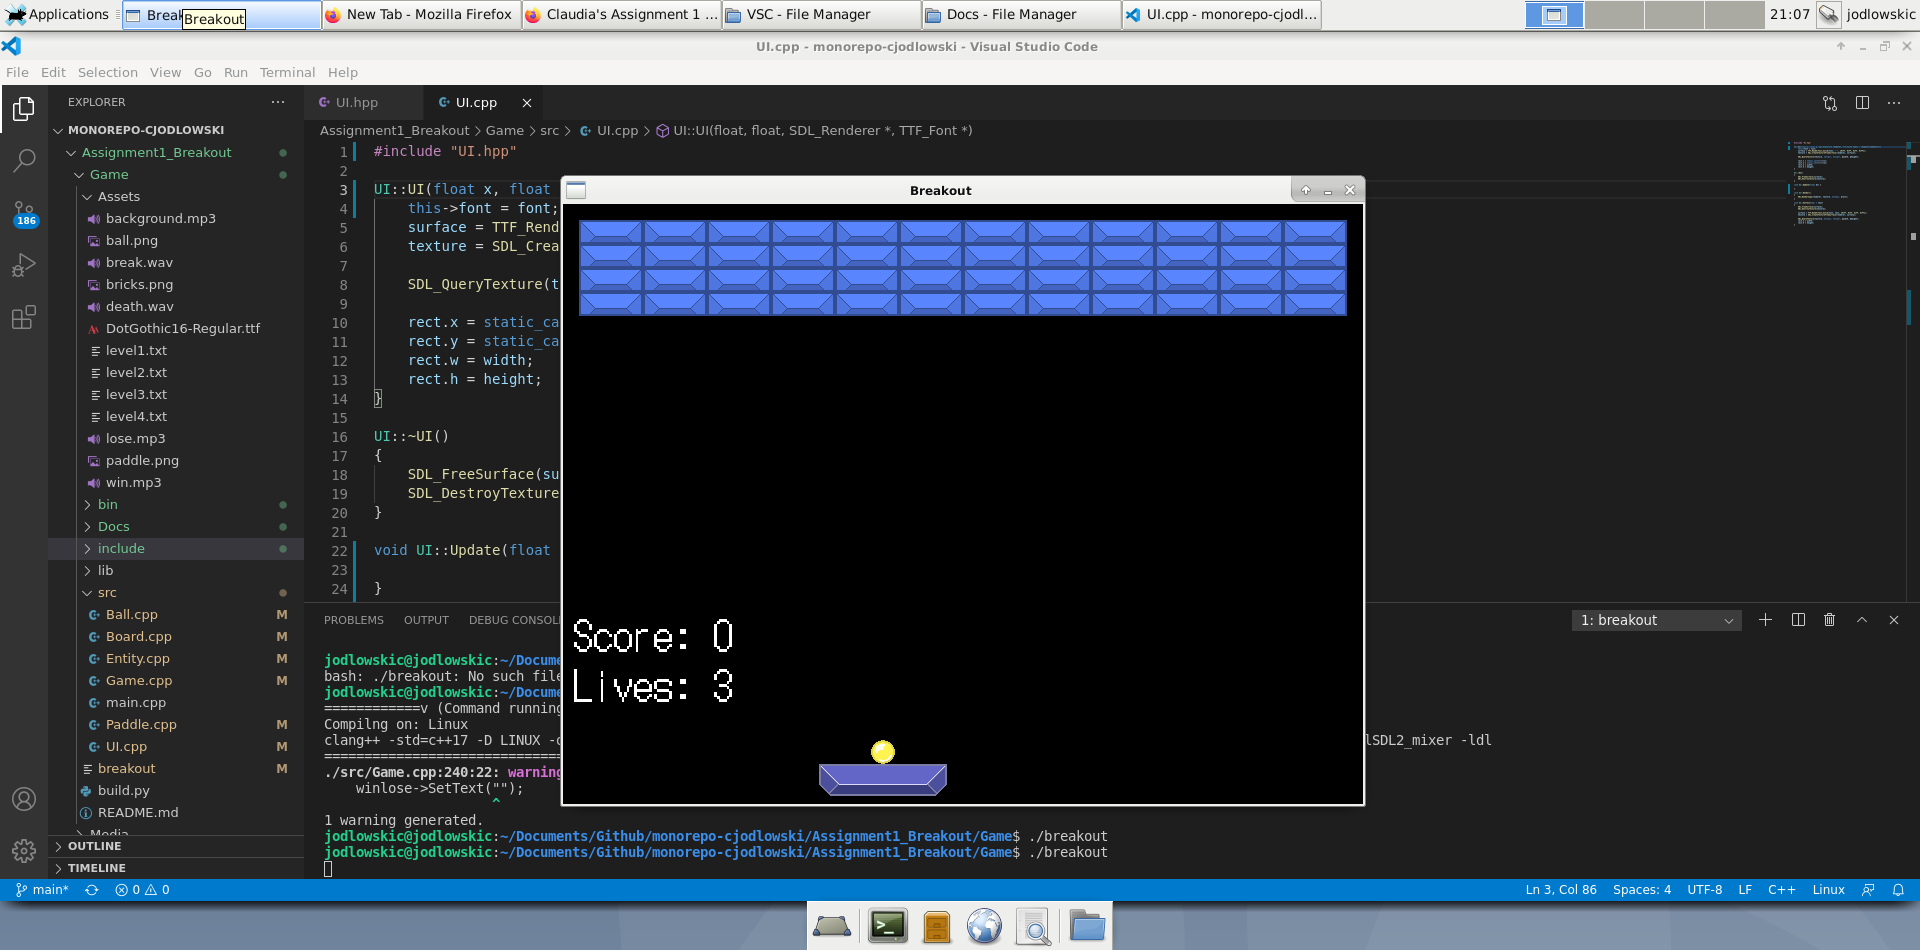 Applications
Break
Breakout
New Tab - Mozilla Firefox
Claudia's Assignment 1 ...
VSC - File Manager
Docs - File Manager
UI.cpp - monorepo-cjodl...
21:07
jodlowskic
UI.cpp - monorepo-cjodlowski - Visual Studio Code
File Edit Selection View Go Run Terminal Help
EXPLORER
MONOREPO-CJODLOWSKI
Assignment1_Breakout
Game
Assets
background.mp3
ball.png
break.wav
bricks.png
death.wav
DotGothic16-Regular.ttf
level1.txt
level2.txt
level3.txt
level4.txt
lose.mp3
paddle.png
win.mp3
bin
Docs
include
lib
src
Ball.cpp M
Board.cpp M
Entity.cpp M
Game.cpp M
main.cpp
Paddle.cpp M
UI.cpp M
breakout M
build.py
README.md
Media
OUTLINE
TIMELINE
186
UI.hpp
UI.cpp
Assignment1_Breakout > Game > src > UI.cpp > UI::UI(float, float, SDL_Renderer *, TTF_Font *)
1 #include "UI.hpp"
2
3 UI::UI(float x, float
4 this->font = font;
5 surface = TTF_Rend
6 texture = SDL_Crea
7
8 SDL_QueryTexture(t
9
10 rect.x = static_ca
11 rect.y = static_ca
12 rect.w = width;
13 rect.h = height;
14 }
15
16 UI::~UI()
17 {
18 SDL_FreeSurface(su
19 SDL_DestroyTexture
20 }
21
22 void UI::Update(float
23
24 }
Breakout
Score: 0
Lives: 3
PROBLEMS OUTPUT DEBUG CONSOL
1: breakout
jodlowskic@jodlowskic:~/Docume
bash: ./breakout: No such file
jodlowskic@jodlowskic:~/Docume
============v (Command running
Compilng on: Linux
clang++ -std=c++17 -D LINUX -o lSDL2_mixer -ldl
============================
./src/Game.cpp:240:22: warning
winlose->SetText("");
^
1 warning generated.
jodlowskic@jodlowskic:~/Documents/Github/monorepo-cjodlowski/Assignment1_Breakout/Game$ ./breakout
jodlowskic@jodlowskic:~/Documents/Github/monorepo-cjodlowski/Assignment1_Breakout/Game$ ./breakout
main* 0 0
Ln 3, Col 86 Spaces: 4 UTF-8 LF C++ Linux